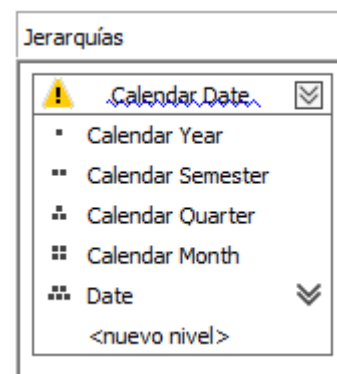 Jerarquías
Calendar Date
Calendar Year
Calendar Semester
Calendar Quarter
Calendar Month
Date
<nuevo nivel>